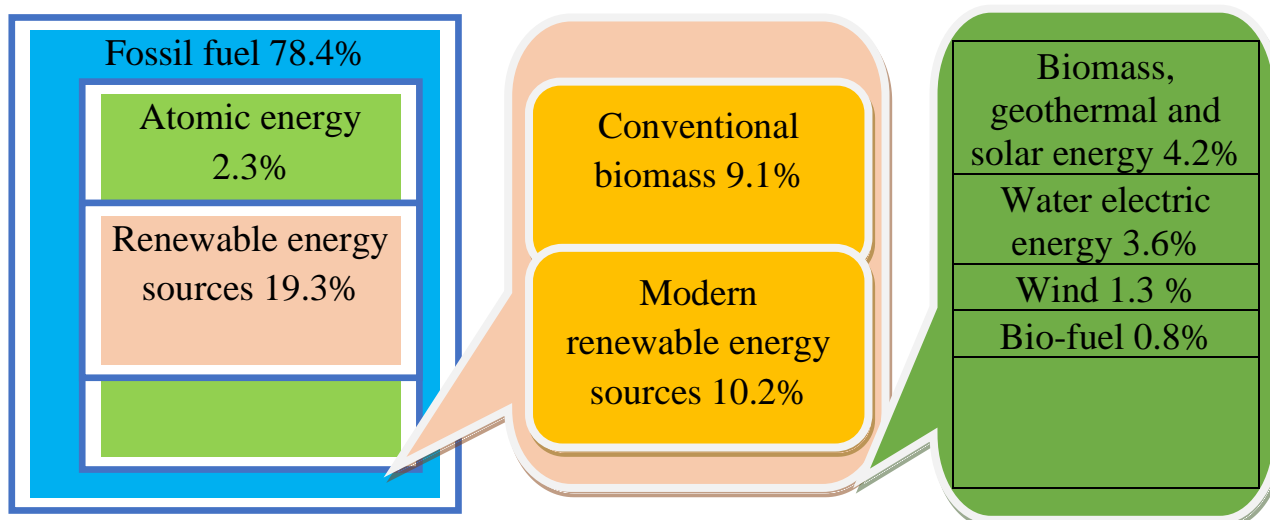 Fossil fuel 78.4%
Atomic energy
2.3%
Renewable energy
sources 19.3%
Conventional
biomass 9.1%
Modern
renewable energy
sources 10.2%
Biomass,
geothermal and
solar energy 4.2%
Water electric
energy 3.6%
Wind 1.3 %
Bio-fuel 0.8%